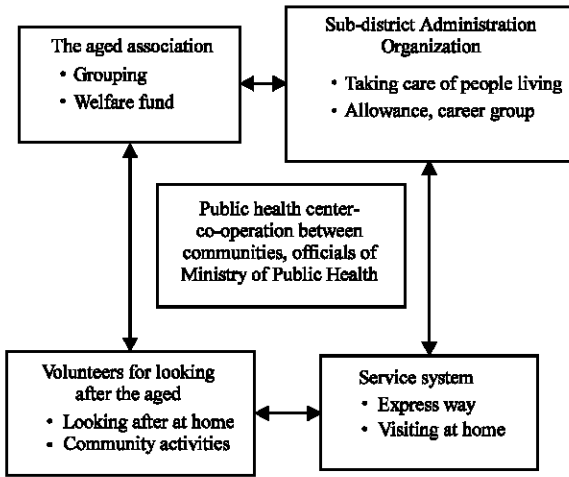 The aged association
• Grouping
• Welfare fund
Sub-district Administration
Organization
• Taking care of people living
• Allowance, career group
Public health center-
co-operation between
communities, officials of
Ministry of Public Health
Volunteers for looking
after the aged
• Looking after at home
• Community activities
Service system
• Express way
• Visiting at home